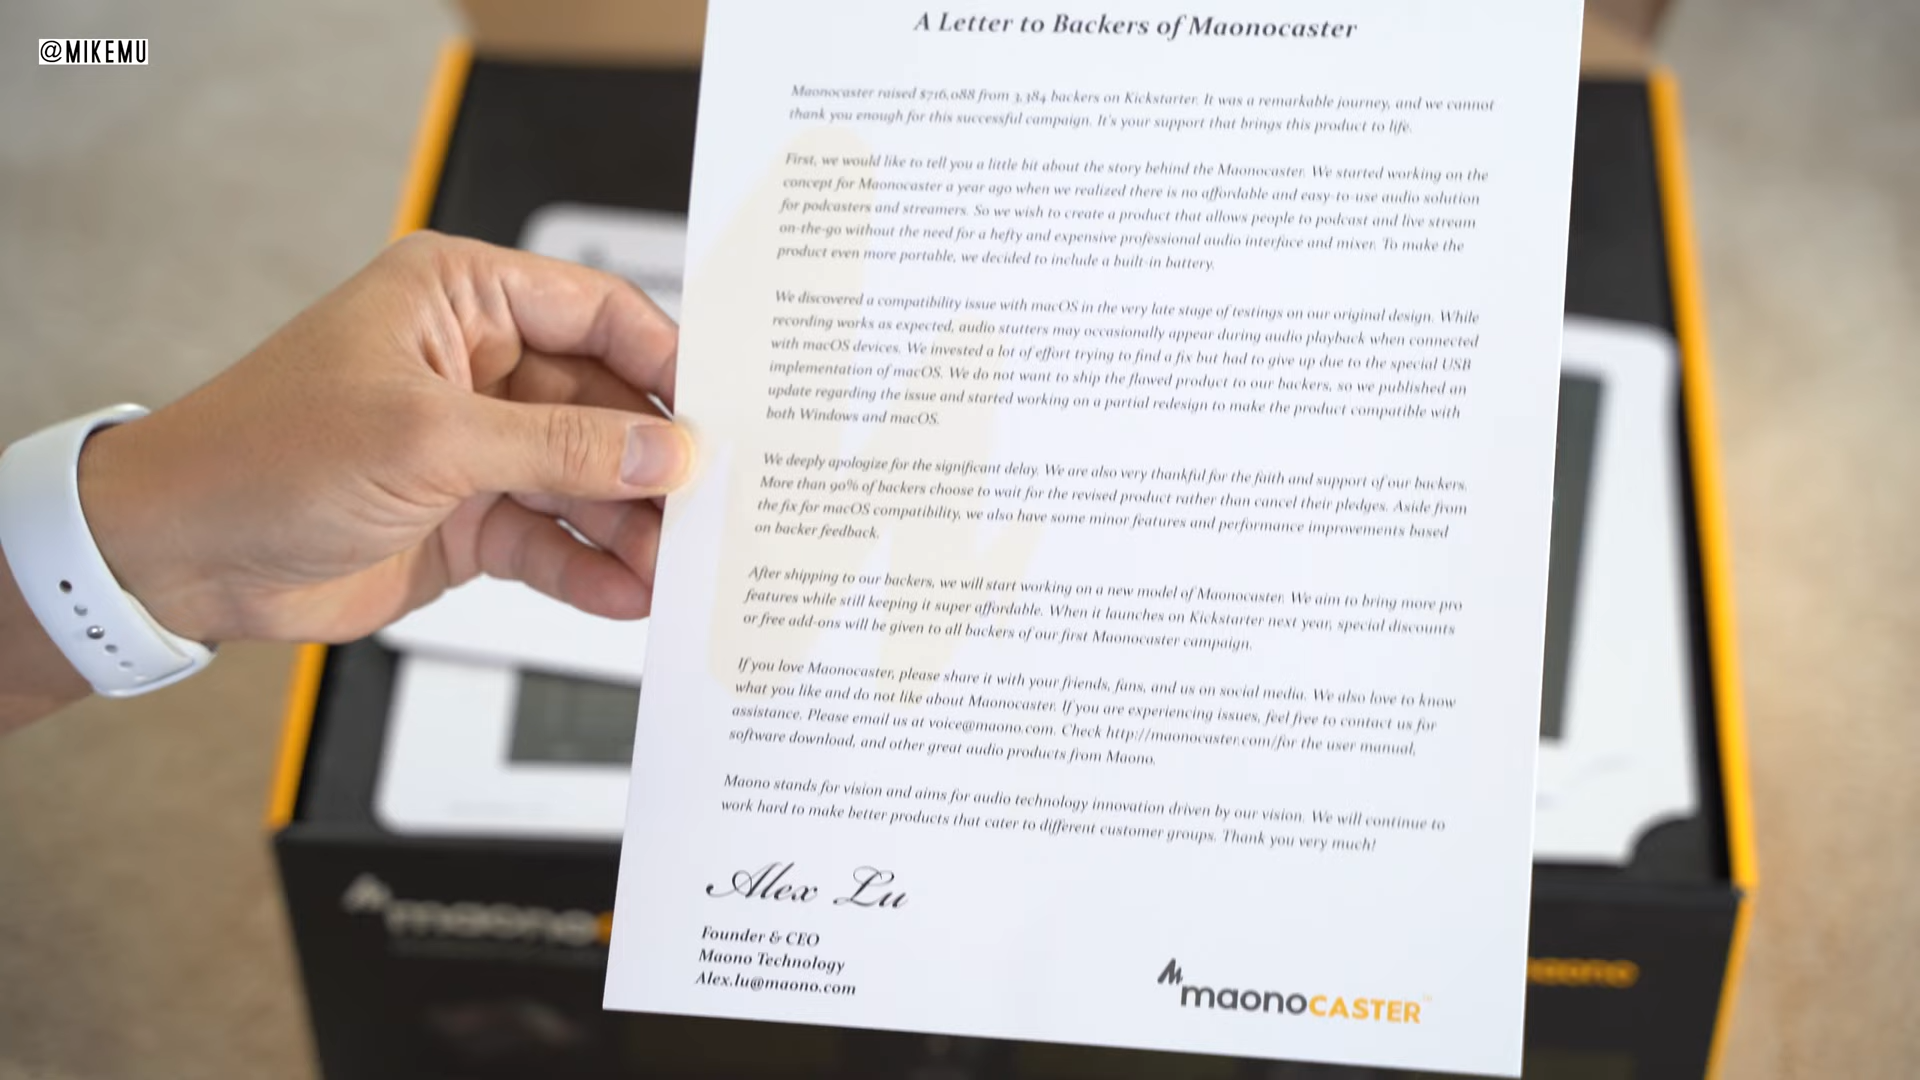 @MIKEMU
A Letter to Backers of Maonocaster
Maonocaster raised $716,088 from 3,384 backers on Kickstarter. It was a remarkable journey, and we cannot
thank you enough for this successful campaign. It's your support that brings this product to life.
First, we would like to tell you a little bit about the story behind the Maonocaster. We started working on the
concept for Maonocaster a year ago when we realized there is no affordable and easy-to-use audio solution
for podcasters and streamers. So we wish to create a product that allows people to podcast and live stream
on-the-go without the need for a hefty and expensive professional audio interface and mixer. To make the
product even more portable, we decided to include a built-in battery.
We discovered a compatibility issue with macOS in the very late stage of testings on our original design. While
recording works as expected, audio stutters may occasionally appear during audio playback when connected
with macOS devices. We invested a lot of effort trying to find a fix but had to give up due to the special USB
implementation of macOS. We do not want to ship the flawed product to our backers, so we published an
update regarding the issue and started working on a partial redesign to make the product compatible with
both Windows and macOS.
We deeply apologize for the significant delay. We are also very thankful for the faith and support of our backers.
More than 90% of backers choose to wait for the revised product rather than cancel their pledges. Aside from
the fix for macOS compatibility, we also have some minor features and performance improvements based
on backer feedback.
After shipping to our backers, we will start working on a new model of Maonocaster. We aim to bring more pro
features while still keeping it super affordable. When it launches on Kickstarter next year, special discounts
or free add-ons will be given to all backers of our first Maonocaster campaign.
If you love Maonocaster, please share it with your friends, fans, and us on social media. We also love to know
what you like and do not like about Maonocaster. If you are experiencing issues, feel free to contact us for
assistance. Please email us at voice@maono.com. Check http://maonocaster.com/for the user manual,
software download, and other great audio products from Maono.
Maono stands for vision and aims for audio technology innovation driven by our vision. We will continue to
work hard to make better products that cater to different customer groups. Thank you very much!
Alex Lu
Founder & CEO
Maono Technology
Alex.lu@maono.com
maonoCASTER
maono
maono